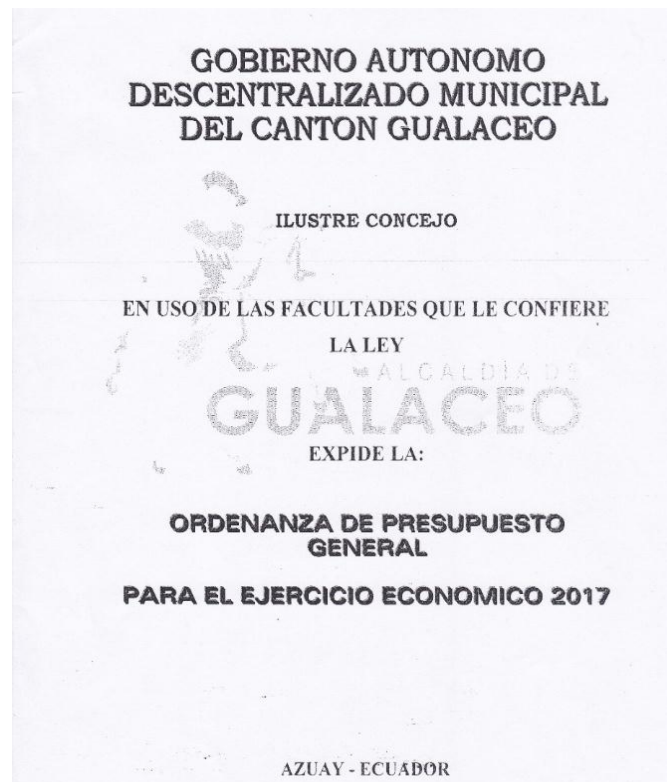 GOBIERNO AUTONOMO
DESCENTRALIZADO MUNICIPAL
DEL CANTON GUALACEO
ILUSTRE CONCEJO
EN USO DE LAS FACULTADES QUE LE CONFIERE
LA LEY
ALCALDÍA DE
GUALACEO
EXPIDE LA:
ORDENANZA DE PRESUPUESTO
GENERAL
PARA EL EJERCICIO ECONOMICO 2017
AZUAY - ECUADOR